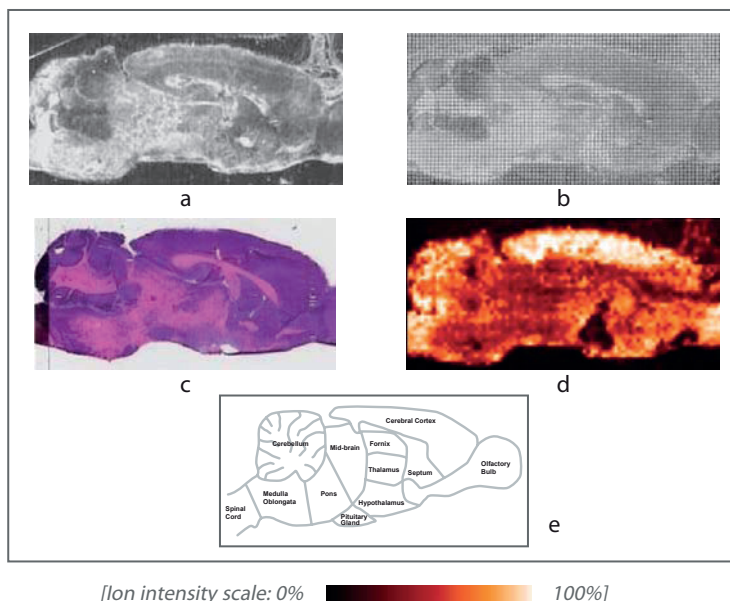 a
b
c
d
Cerebral Cortex
Cerebellum
Mid-brain
Fornix
Thalamus
Septum
Olfactory
Bulb
Medulla
Oblongata
Pons
Hypothalamus
Spinal
Cord
Pituitary
Gland
e
[Ion intensity scale: 0% 100%]